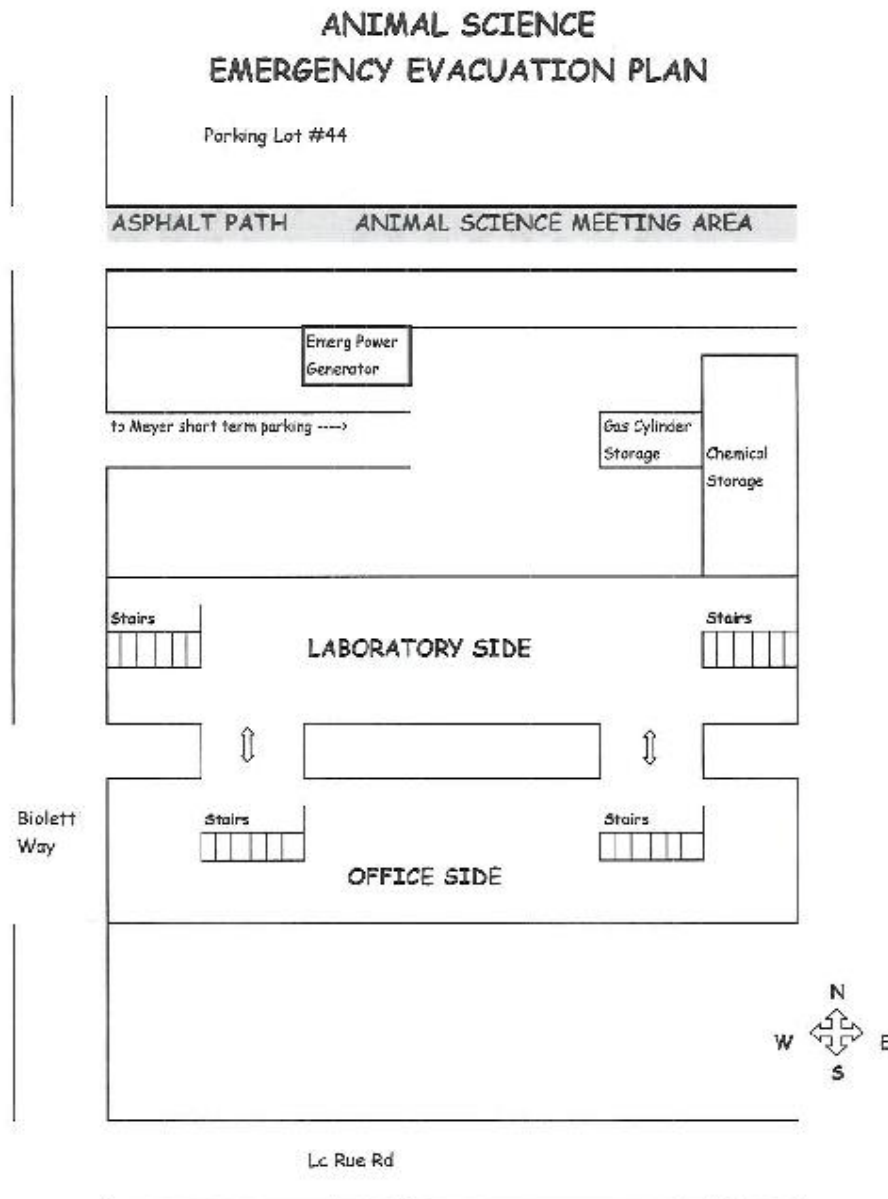 ANIMAL SCIENCE
EMERGENCY EVACUATION PLAN
Parking Lot #44
ASPHALT PATH ANIMAL SCIENCE MEETING AREA
Emerg Power
Generator
to Meyer short term parking ---->
Gas Cylinder
Storage
Chemical
Storage
Stairs
Stairs
LABORATORY SIDE
Biolett
Way
Stairs
Stairs
OFFICE SIDE
N
W
E
S
La Rue Rd